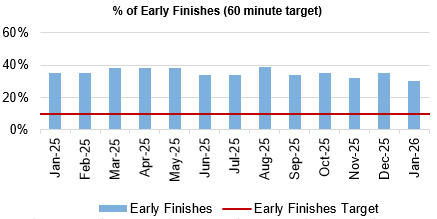 % of Early Finishes (60 minute target)
60%
40%
20%
0%
Jan-25
Feb-25
Mar-25
Apr-25
May-25
Jun-25
Jul-25
Aug-25
Sep-25
Oct-25
Nov-25
Dec-25
Jan-26
Early Finishes
Early Finishes Target